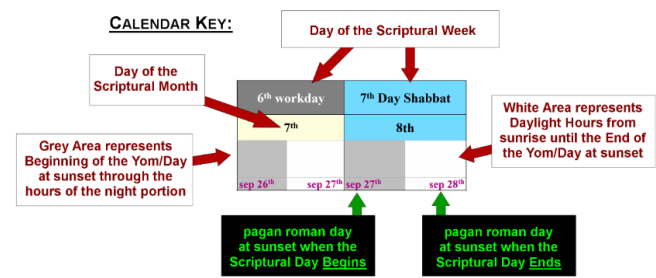 CALENDAR KEY:
Day of the Scriptural Week
Day of the
Scriptural Month
6th workday
7th Day Shabbat
7th
8th
Grey Area represents
Beginning of the Yom/Day
at sunset through the
hours of the night portion
White Area represents
Daylight Hours from
sunrise until the End of
the Yom/Day at sunset
sep 26th
sep 27th
sep 27th
sep 28th
pagan roman day
at sunset when the
Scriptural Day Begins
pagan roman day
at sunset when the
Scriptural Day Ends